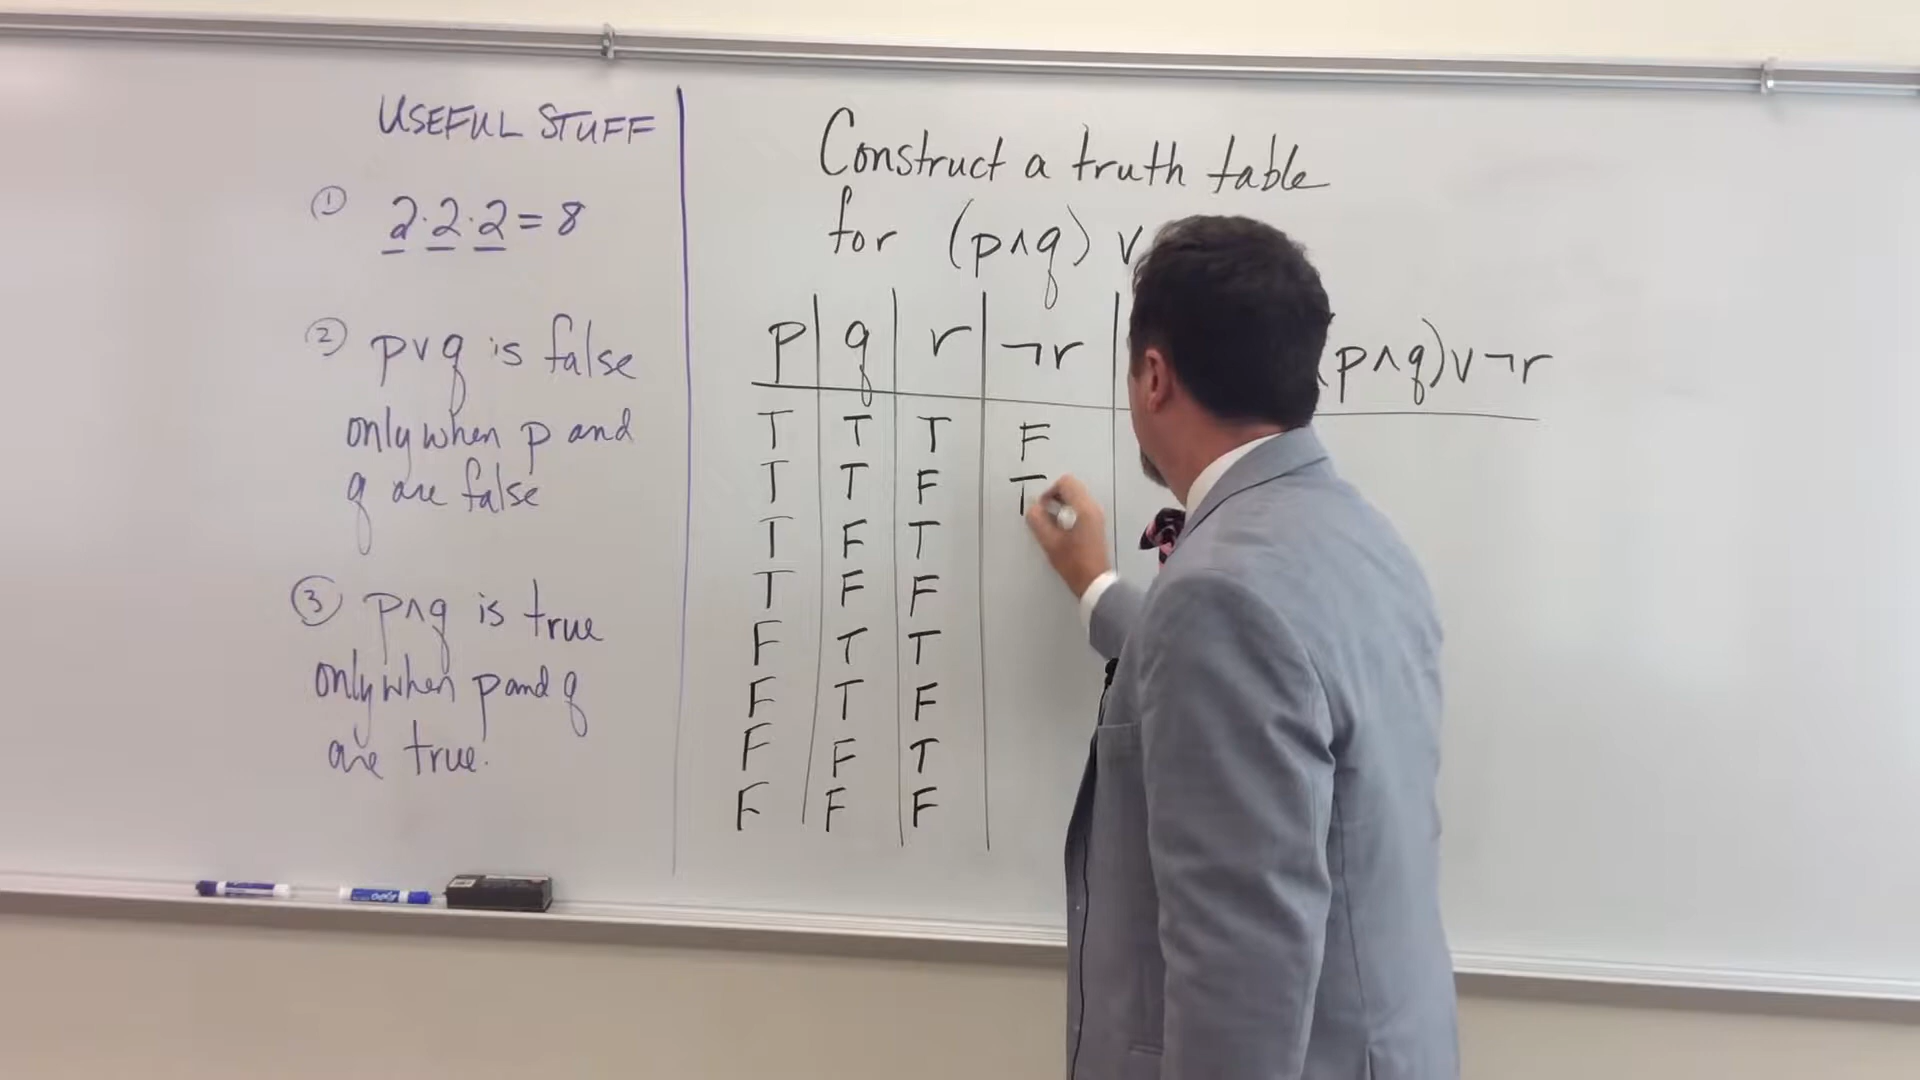 USEFUL STUFF
① 2·2·2=8
② p∨q is false
only when p and
q are false
③ p∧q is true
only when p and q
are true.
Construct a truth table
for (p∧q) ∨
p q r ¬r (p∧q)∨¬r
T T T F
T T F T
T F T
T F F
F T T
F T F
F F T
F F F